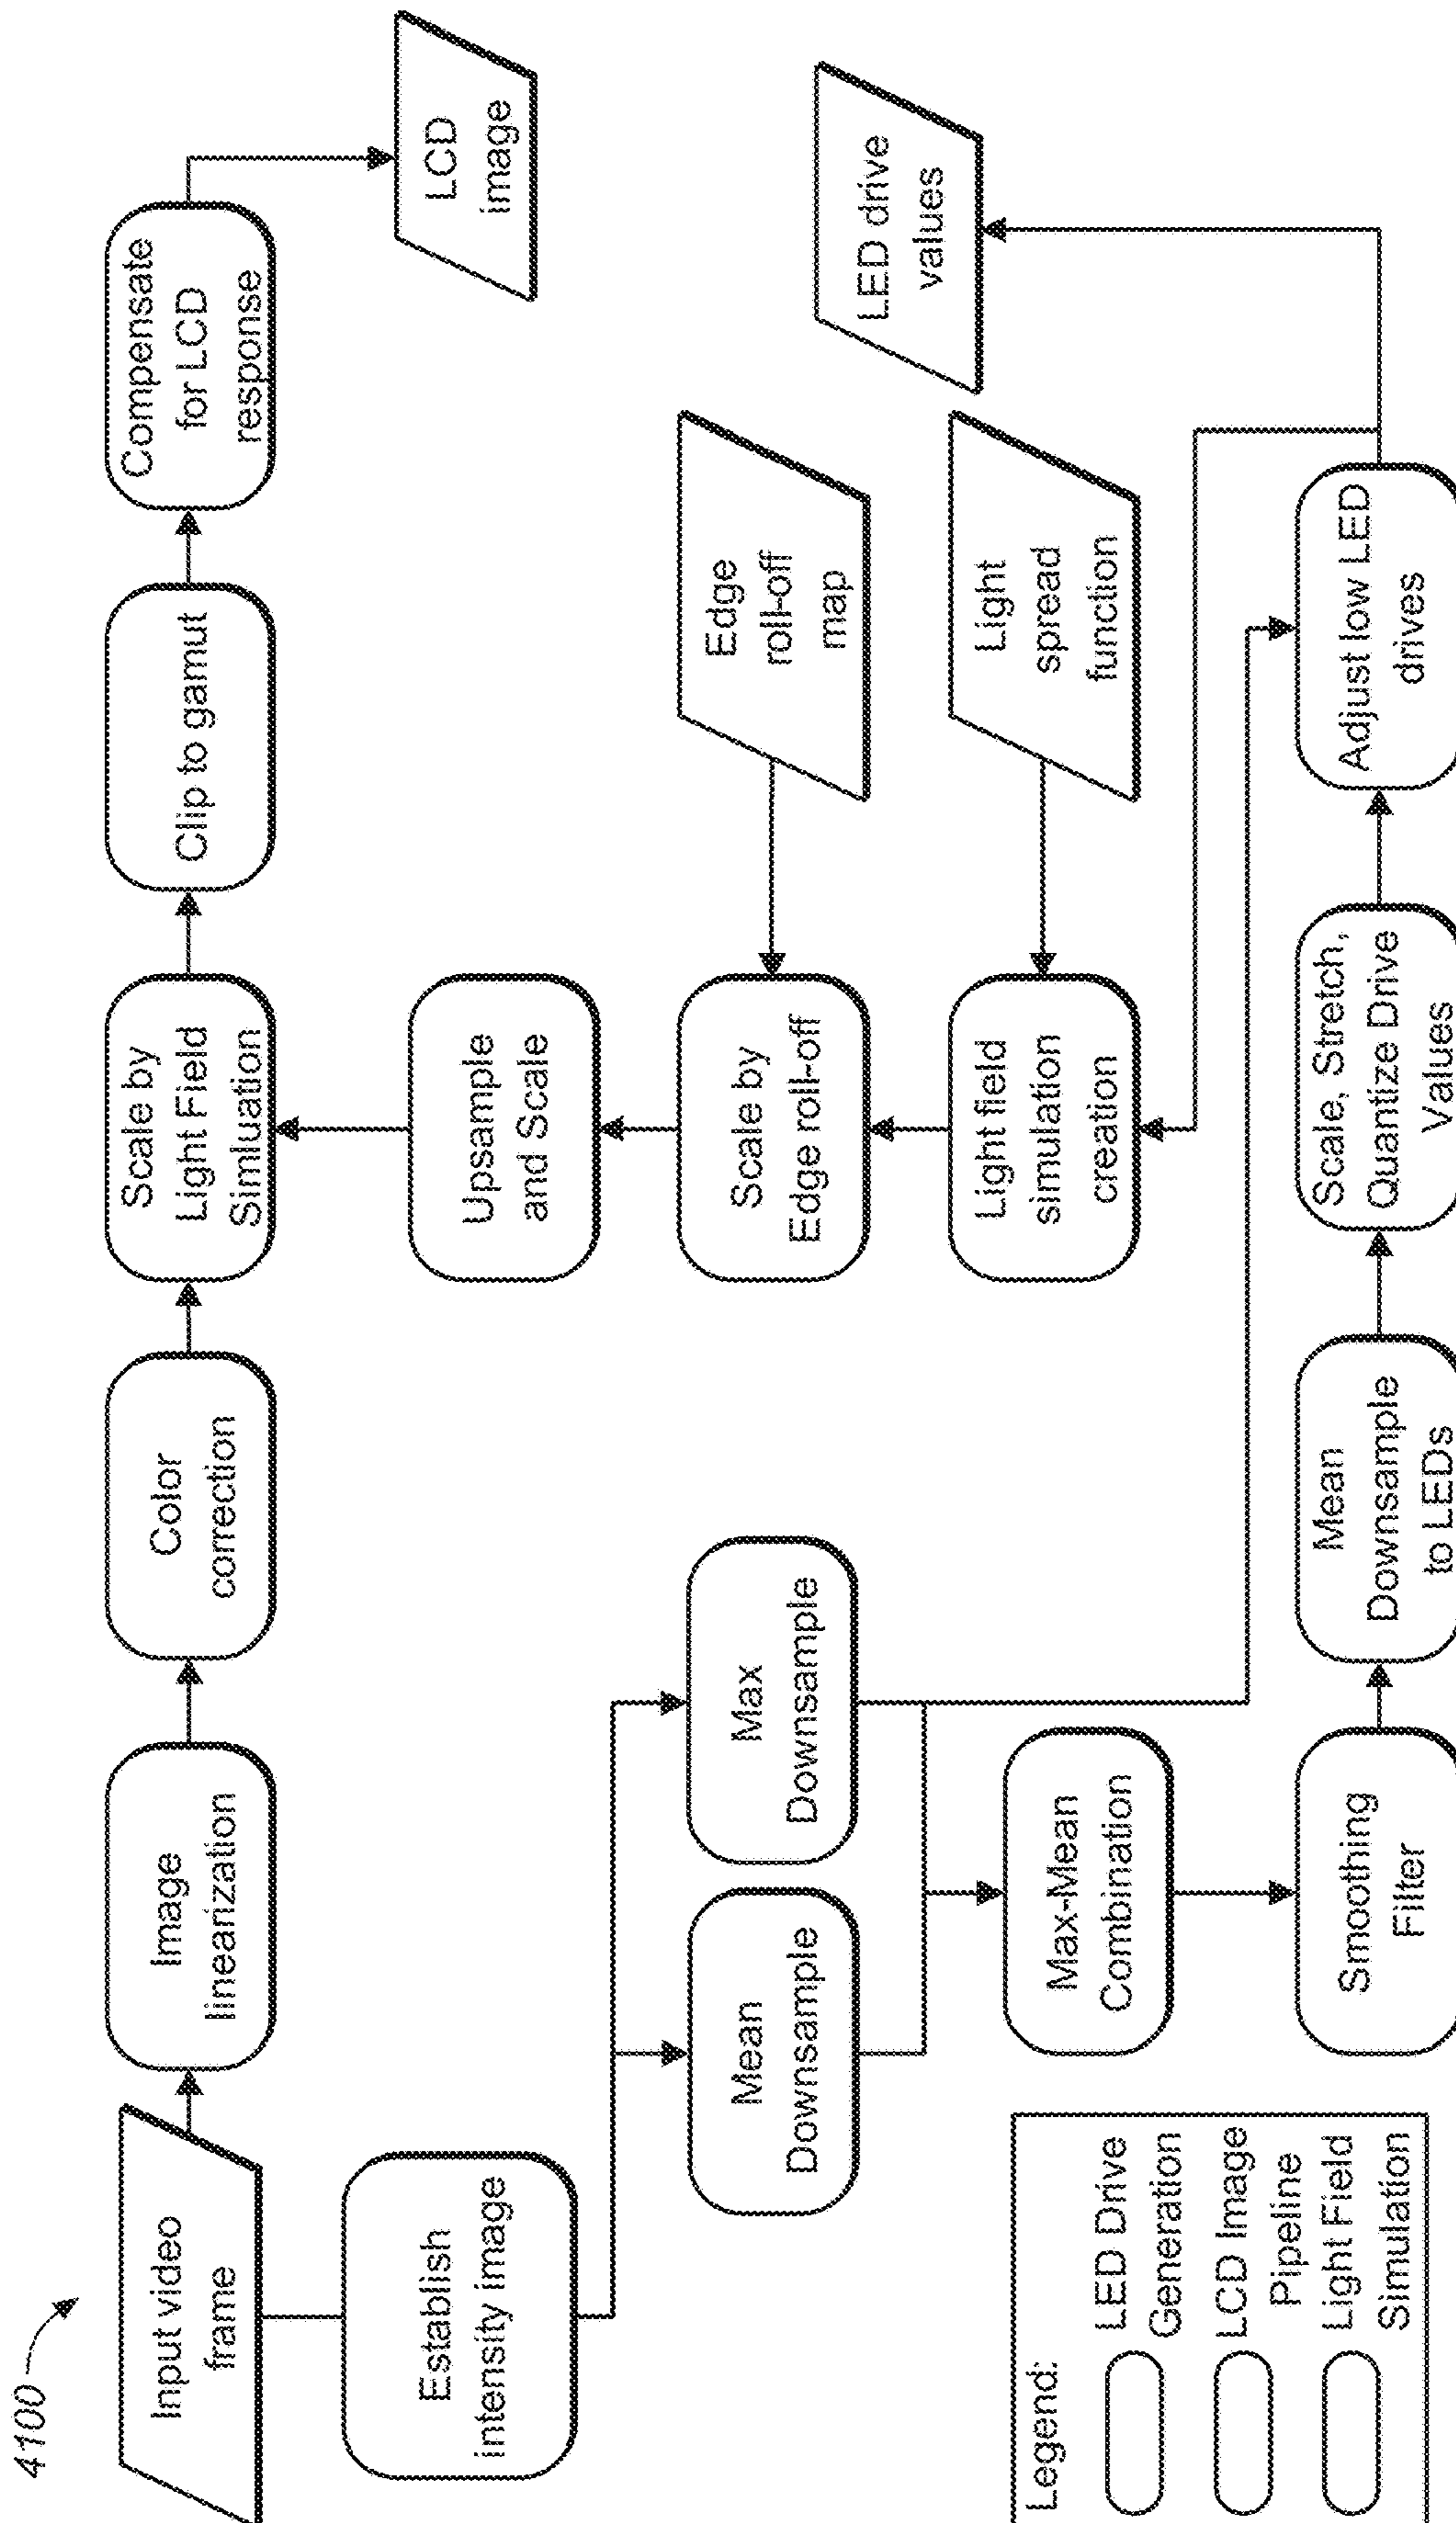 4100
Input video
frame
Image
linearization
Color
correction
Scale by
Light Field
Simluation
Clip to gamut
Compensate
for LCD
response
LCD
image
Establish
intensity image
Upsample
and Scale
Mean
Downsample
Max
Downsample
Scale by
Edge roll-off
Edge
roll-off
map
LED drive
values
Max-Mean
Combination
Light field
simulation
creation
Light
spread
function
Smoothing
Filter
Mean
Downsample
to LEDs
Scale, Stretch,
Quantize Drive
Values
Adjust low LED
drives
Legend:
LED Drive
Generation
LCD Image
Pipeline
Light Field
Simulation